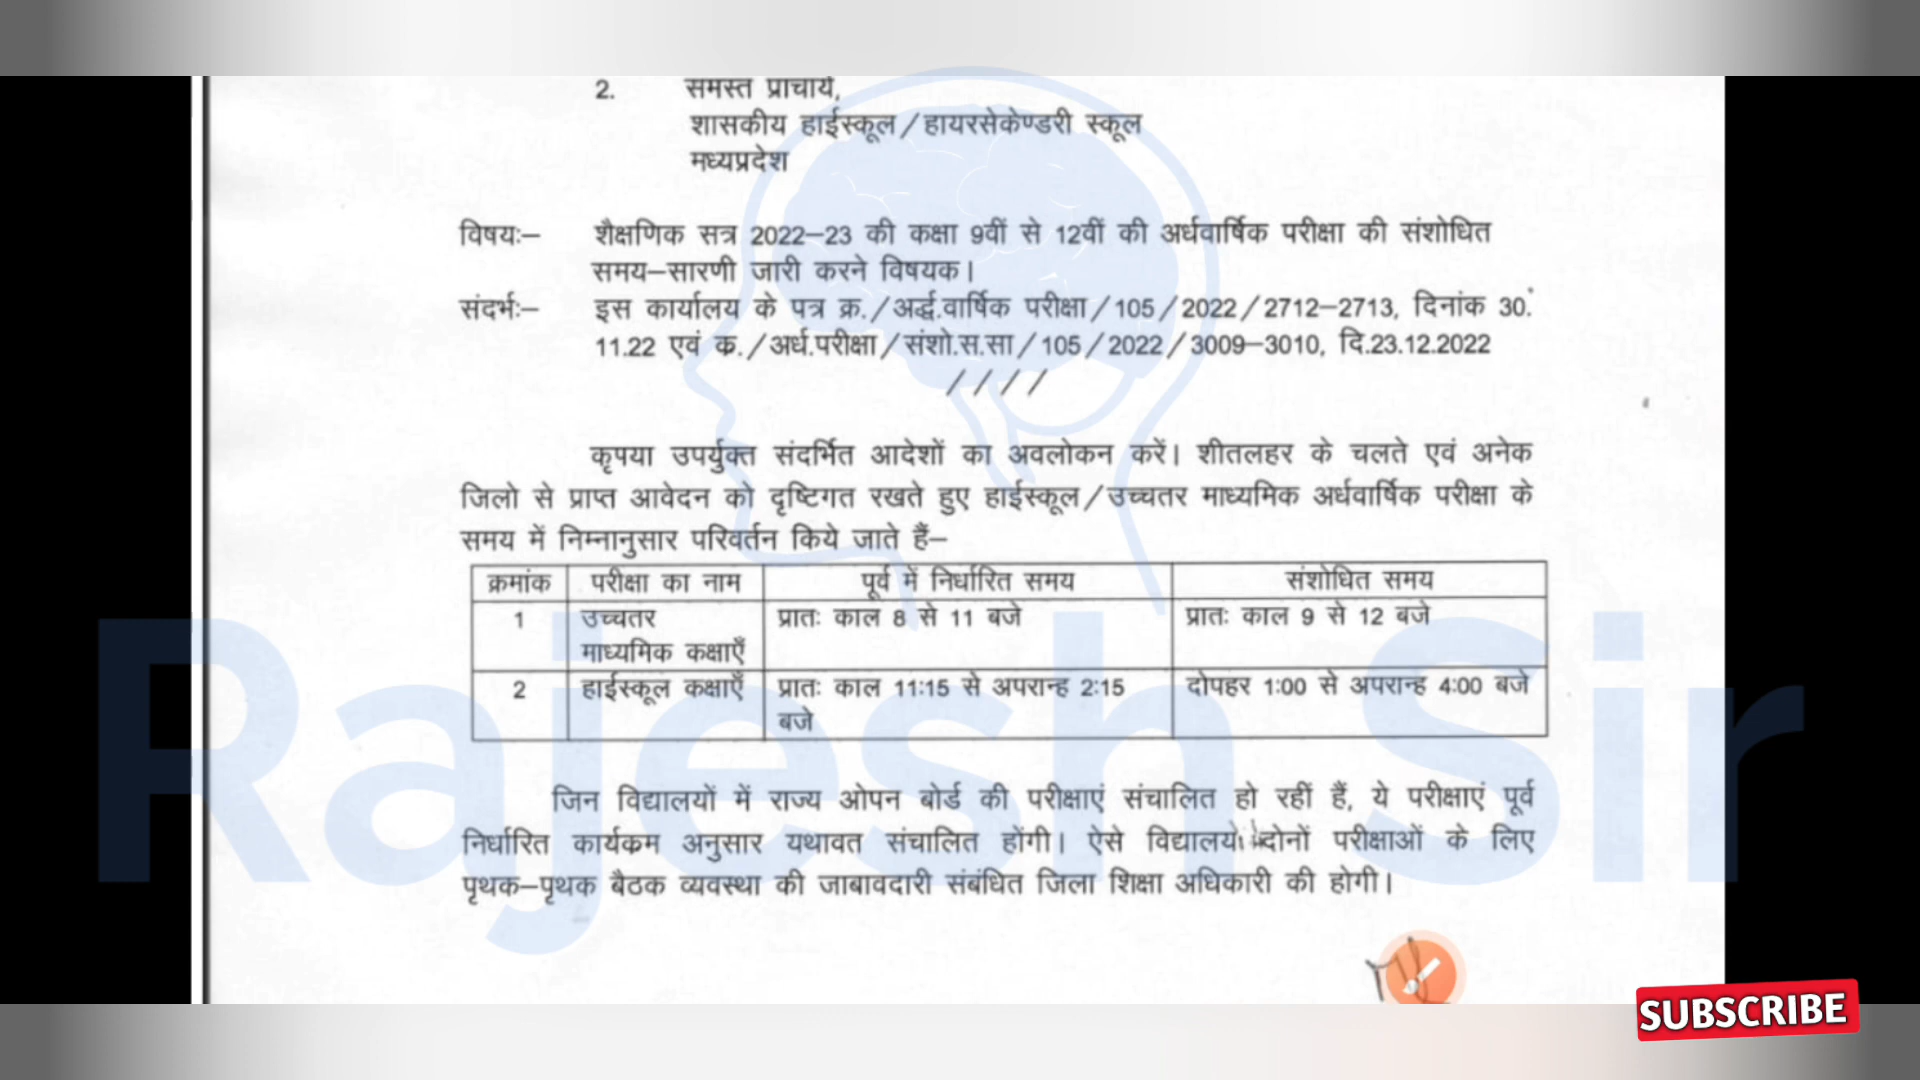 2. समस्त प्राचार्य,
शासकीय हाईस्कूल/हायरसेकेण्डरी स्कूल
मध्यप्रदेश
विषयः– शैक्षणिक सत्र 2022–23 की कक्षा 9वीं से 12वीं की अर्धवार्षिक परीक्षा की संशोधित
समय–सारणी जारी करने विषयक।
संदर्भः– इस कार्यालय के पत्र क्र./अर्द्ध.वार्षिक परीक्षा/105/2022/2712–2713, दिनांक 30.
11.22 एवं क./अर्ध.परीक्षा/संशो.स.सा/105/2022/3009–3010, दि.23.12.2022
////
कृपया उपर्युक्त संदर्भित आदेशों का अवलोकन करें। शीतलहर के चलते एवं अनेक
जिलो से प्राप्त आवेदन को दृष्टिगत रखते हुए हाईस्कूल/उच्चतर माध्यमिक अर्धवार्षिक परीक्षा के
समय में निम्नानुसार परिवर्तन किये जाते हैं–
क्रमांक परीक्षा का नाम पूर्व में निर्धारित समय संशोधित समय
1 उच्चतर प्रातः काल 8 से 11 बजे प्रातः काल 9 से 12 बजे
माध्यमिक कक्षाएँ
2 हाईस्कूल कक्षाएँ प्रातः काल 11:15 से अपरान्ह 2:15 दोपहर 1:00 से अपरान्ह 4:00 बजे
बजे
जिन विद्यालयों में राज्य ओपन बोर्ड की परीक्षाएं संचालित हो रहीं हैं, ये परीक्षाएं पूर्व
निर्धारित कार्यकम अनुसार यथावत संचालित होंगी। ऐसे दोनों परीक्षाओं के लिए
पृथक–पृथक बैठक व्यवस्था की जाबावदारी संबंधित जिला शिक्षा अधिकारी की होगी।
Rajesh Sir
SUBSCRIBE